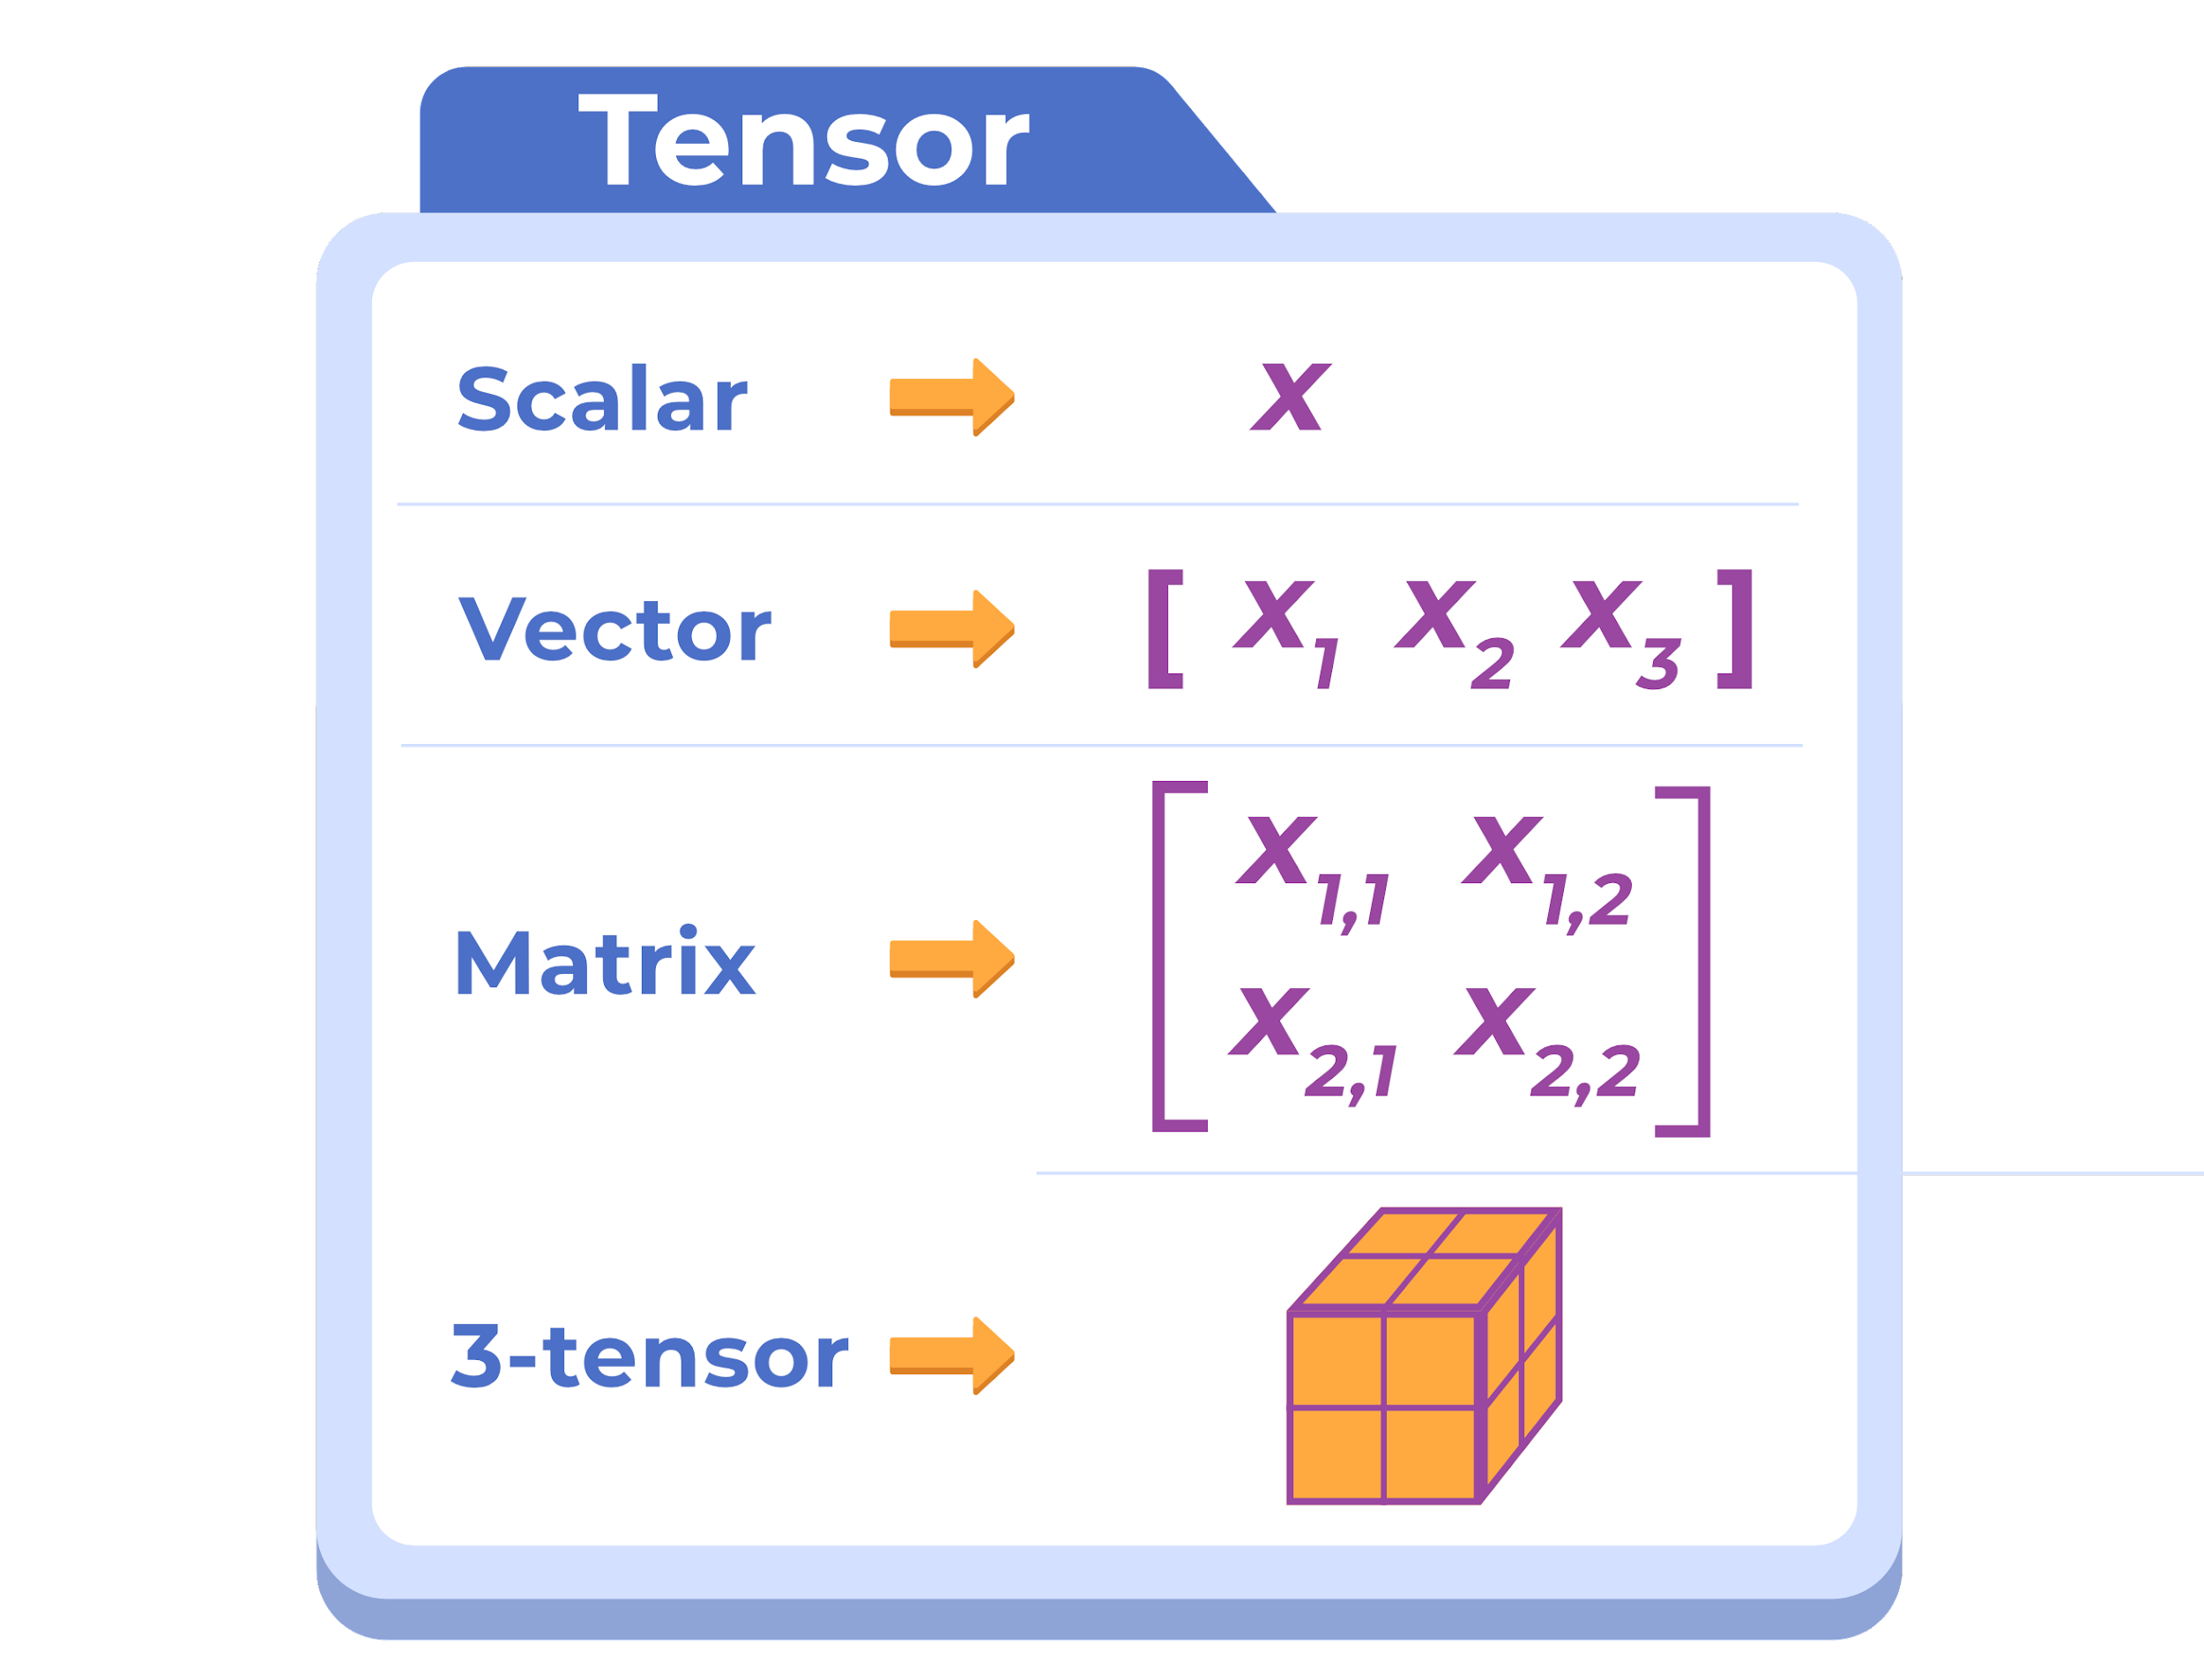 Tensor
Scalar x
Vector [ x1 x2 x3 ]
Matrix
x1,1 x1,2
x2,1 x2,2
3-tensor